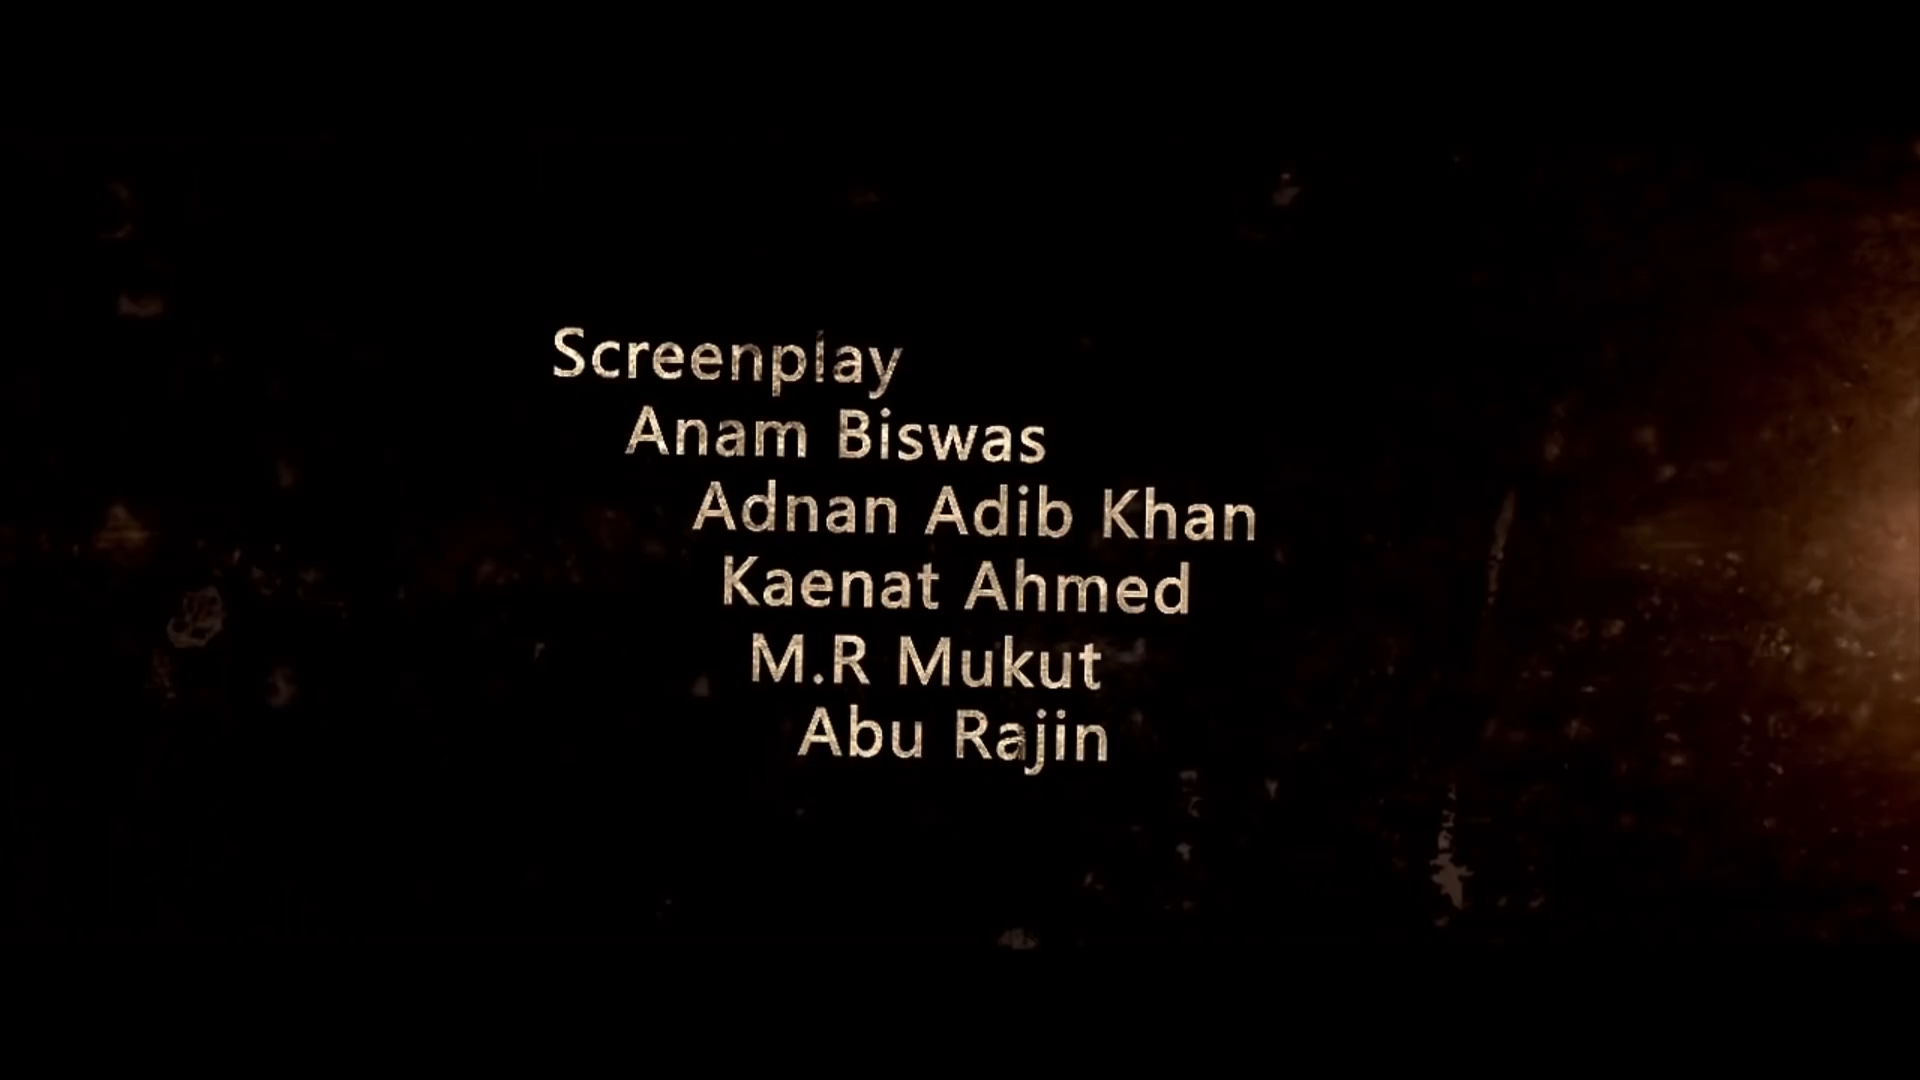 Screenplay
Anam Biswas
Adnan Adib Khan
Kaenat Ahmed
M.R Mukut
Abu Rajin